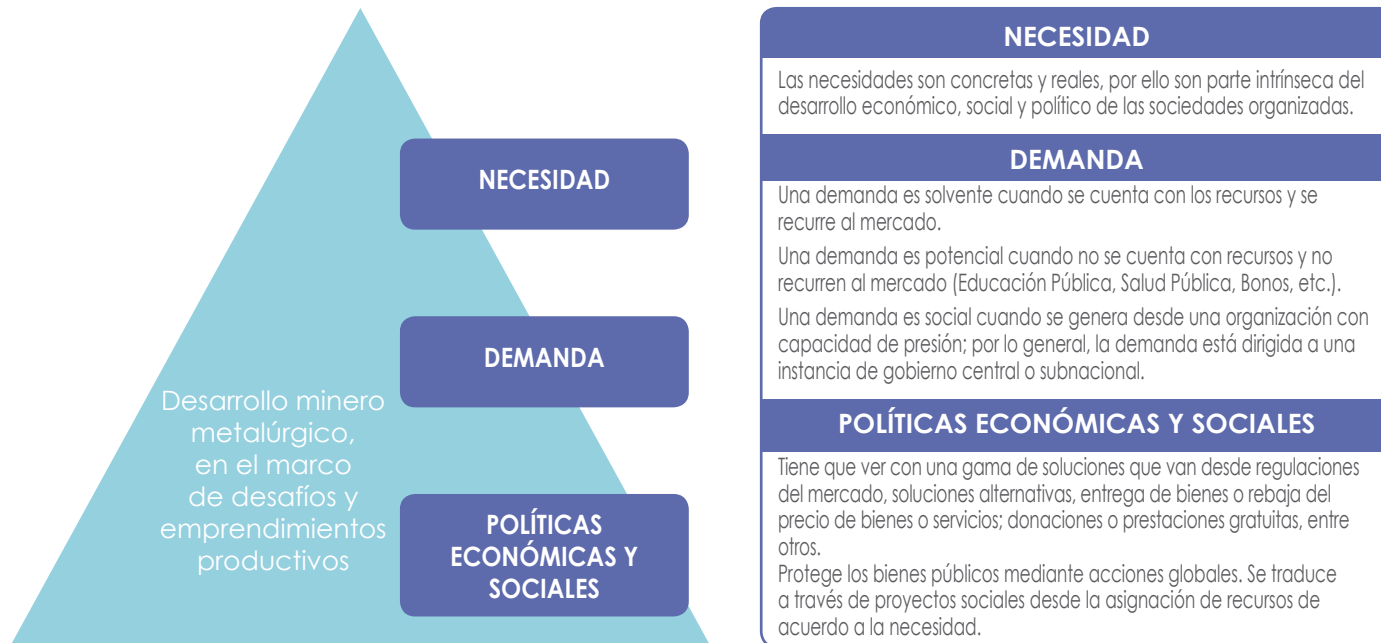 NECESIDAD
DEMANDA
Desarrollo minero
metalúrgico,
en el marco
de desafíos y
emprendimientos
productivos
POLÍTICAS
ECONÓMICAS Y
SOCIALES
NECESIDAD
Las necesidades son concretas y reales, por ello son parte intrínseca del
desarrollo económico, social y político de las sociedades organizadas.
DEMANDA
Una demanda es solvente cuando se cuenta con los recursos y se
recurre al mercado.
Una demanda es potencial cuando no se cuenta con recursos y no
recurren al mercado (Educación Pública, Salud Pública, Bonos, etc.).
Una demanda es social cuando se genera desde una organización con
capacidad de presión; por lo general, la demanda está dirigida a una
instancia de gobierno central o subnacional.
POLÍTICAS ECONÓMICAS Y SOCIALES
Tiene que ver con una gama de soluciones que van desde regulaciones
del mercado, soluciones alternativas, entrega de bienes o rebaja del
precio de bienes o servicios; donaciones o prestaciones gratuitas, entre
otros.
Protege los bienes públicos mediante acciones globales. Se traduce
a través de proyectos sociales desde la asignación de recursos de
acuerdo a la necesidad.